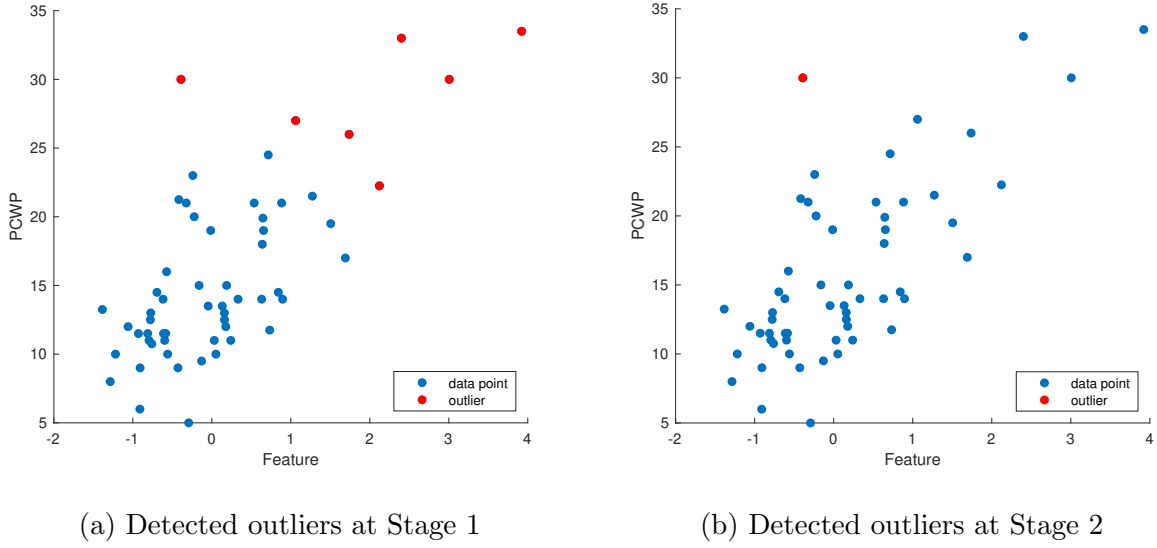 35
30
25
20
15
10
5
PCWP
-2 -1 0 1 2 3 4
Feature
data point
outlier
(a) Detected outliers at Stage 1
35
30
25
20
15
10
5
PCWP
-2 -1 0 1 2 3 4
Feature
data point
outlier
(b) Detected outliers at Stage 2